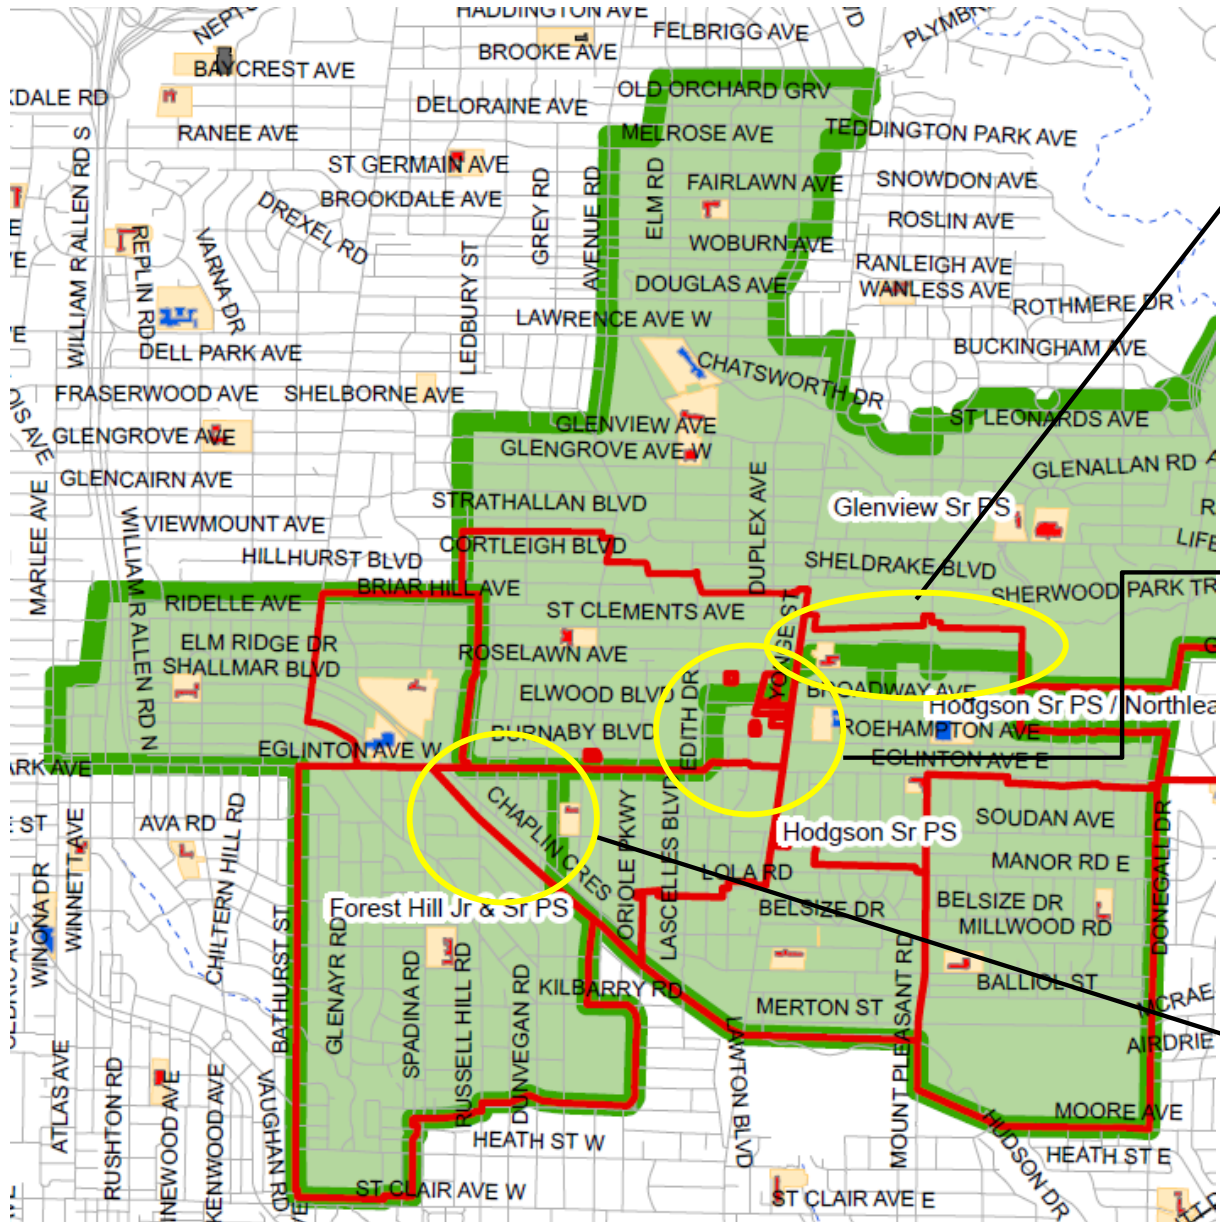 HADDINGTON AVE
FELBRIGG AVE
BROOKE AVE
BAYCREST AVE
OLD ORCHARD GRV
DELORAINE AVE
RANEE AVE
MELROSE AVE
TEDDINGTON PARK AVE
ST GERMAIN AVE
BROOKDALE AVE
FAIRLAWN AVE
SNOWDON AVE
WILLIAM R ALLEN RD S
DREXEL RD
GREY RD
AVENUE RD
ELM RD
ROSLIN AVE
WOBURN AVE
REPLIN RD
VARNA DR
RANLEIGH AVE
DOUGLAS AVE
WANLESS AVE
ROTHMERE DR
LEDBURY ST
LAWRENCE AVE W
DELL PARK AVE
BUCKINGHAM AVE
CHATSWORTH DR
FRASERWOOD AVE
SHELBORNE AVE
ST LEONARDS AVE
GLENGROVE AVE
GLENVIEW AVE
GLENGROVE AVE W
GLENALLAN RD
GLENCAIRN AVE
STRATHALLAN BLVD
DUPLEX AVE
Glenview Sr PS
MARLEE AVE
VIEWMOUNT AVE
CORTLEIGH BLVD
HILLHURST BLVD
SHELDRAKE BLVD
BRIAR HILL AVE
SHERWOOD PARK TR
RIDELLE AVE
ST CLEMENTS AVE
WILLIAM R ALLEN RD N
ELM RIDGE DR
YONGE ST
ROSELAWN AVE
SHALLMAR BLVD
ELWOOD BLVD
EDITH DR
BROADWAY AVE
Hodgson Sr PS / Northlea
BURNABY BLVD
ROEHAMPTON AVE
EGLINTON AVE W
EGLINTON AVE E
ARK AVE
CHAPLIN CRES
ORIOLE PKWY
LASCELLES BLVD
SOUDAN AVE
AVA RD
Hodgson Sr PS
MANOR RD E
DONEGALL DR
WINNETT AVE
WINONA DR
CHILTERN HILL RD
LOLA RD
BELSIZE DR
BELSIZE DR
Forest Hill Jr & Sr PS
MILLWOOD RD
BATHURST ST
GLENAYR RD
SPADINA RD
RUSSELL HILL RD
DUNVEGAN RD
KILBARRY RD
BALLIOL ST
MERTON ST
MOUNT PLEASANT RD
MCRAE
AIRDRIE
ATLAS AVE
RUSHTON RD
KENWOOD AVE
VAUGHAN RD
LAWTON BLVD
MOORE AVE
HEATH ST W
HUDSON DR
HEATH ST E
ST CLAIR AVE W
ST CLAIR AVE E